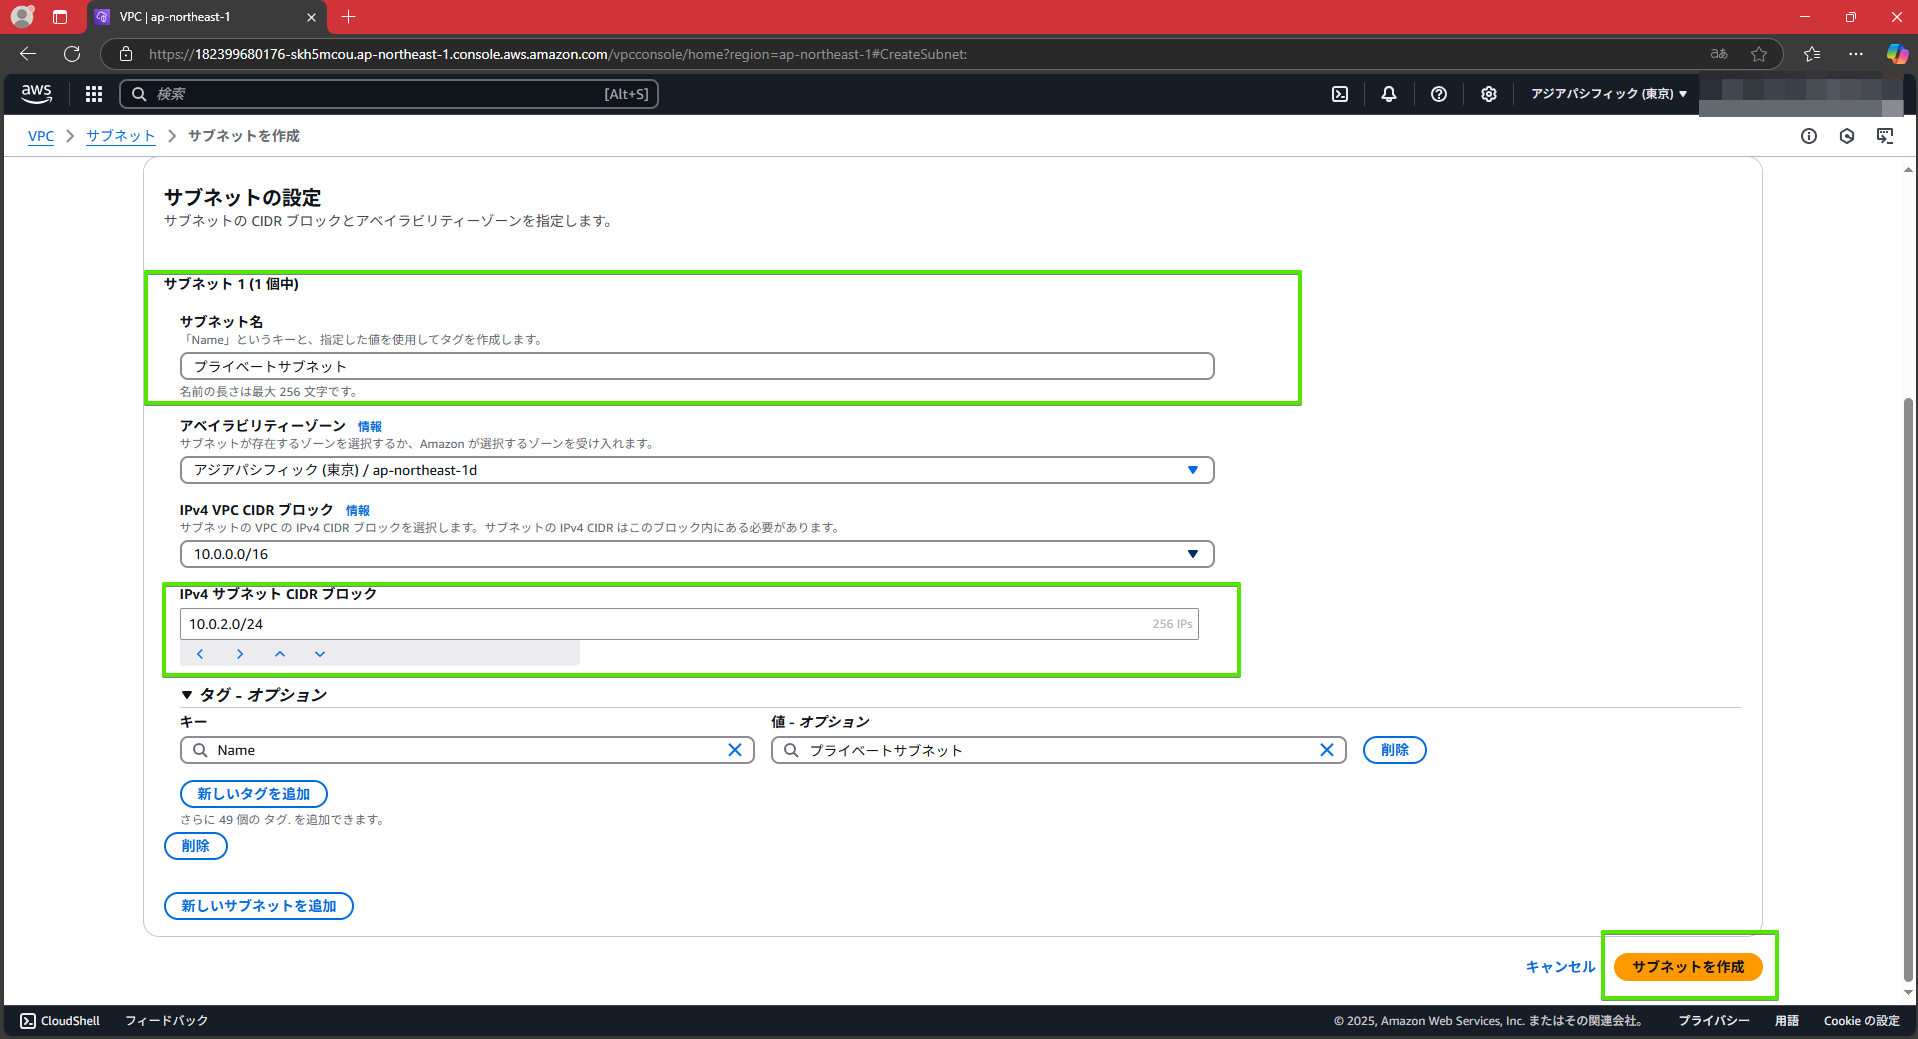 VPC | ap-northeast-1
https://182399680176-skh5mcou.ap-northeast-1.console.aws.amazon.com/vpcconsole/home?region=ap-northeast-1#CreateSubnet:
aあ
aws
検索
[Alt+S]
アジアパシフィック (東京)
VPC
サブネット
サブネットを作成
サブネットの設定
サブネットの CIDR ブロックとアベイラビリティーゾーンを指定します。
サブネット 1 (1 個中)
サブネット名
「Name」というキーと、指定した値を使用してタグを作成します。
プライベートサブネット
名前の長さは最大 256 文字です。
アベイラビリティーゾーン 情報
サブネットが存在するゾーンを選択するか、Amazon が選択するゾーンを受け入れます。
アジアパシフィック (東京) / ap-northeast-1d
IPv4 VPC CIDR ブロック 情報
サブネットの VPC の IPv4 CIDR ブロックを選択します。サブネットの IPv4 CIDR はこのブロック内にある必要があります。
10.0.0.0/16
IPv4 サブネット CIDR ブロック
10.0.2.0/24
256 IPs
タグ - オプション
キー
値 - オプション
Name
プライベートサブネット
削除
新しいタグを追加
さらに 49 個の タグ. を追加できます。
削除
新しいサブネットを追加
キャンセル
サブネットを作成
CloudShell
フィードバック
© 2025, Amazon Web Services, Inc. またはその関連会社。
プライバシー
用語
Cookie の設定